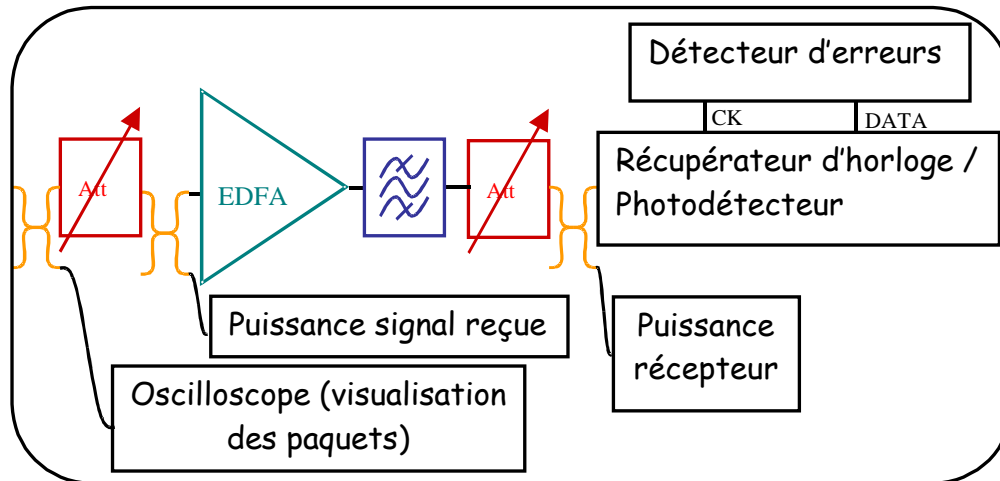 Détecteur d'erreurs
CK
DATA
Récupérateur d'horloge /
Photodétecteur
Att
EDFA
Att
Puissance signal reçue
Puissance
récepteur
Oscilloscope (visualisation
des paquets)